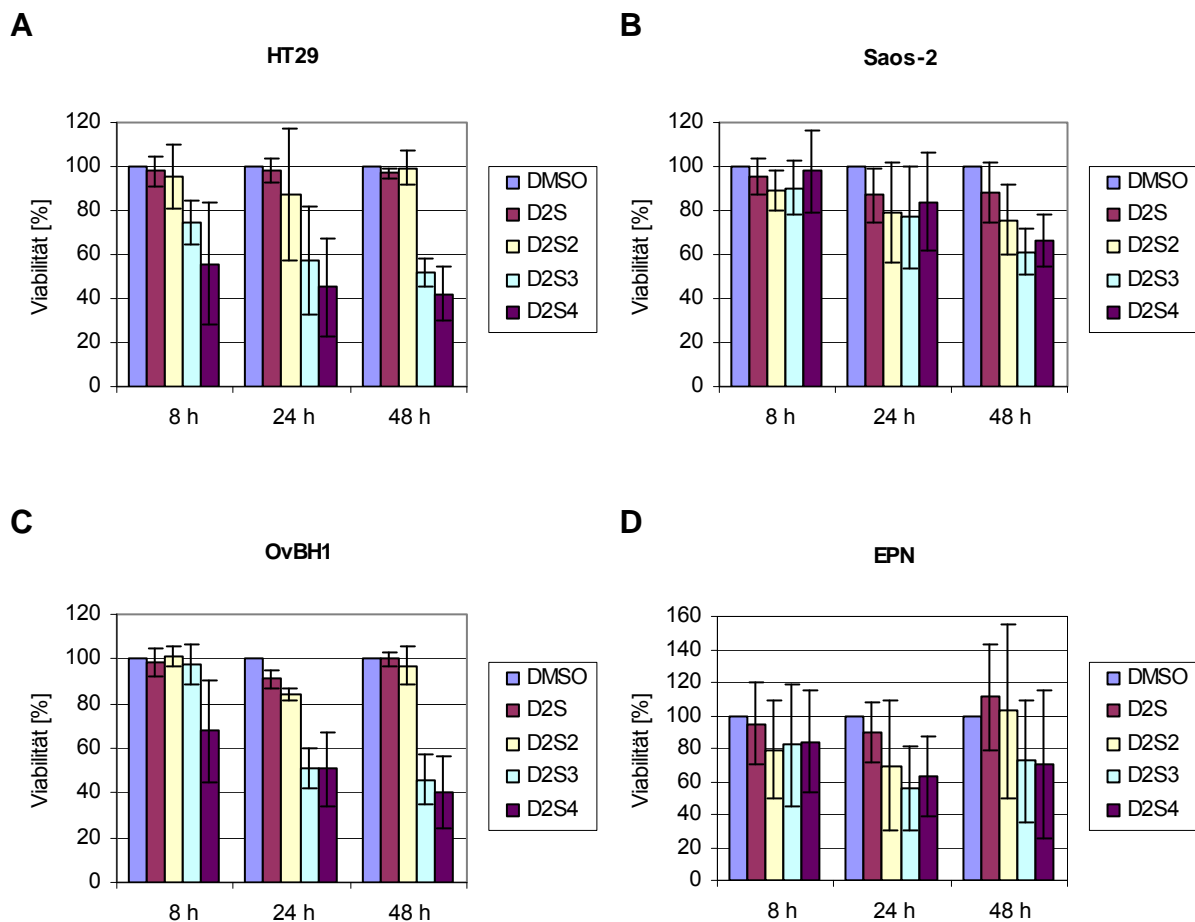 A
HT29
Viabilität [%]
120
100
80
60
40
20
0
8 h
24 h
48 h
DMSO
D2S
D2S2
D2S3
D2S4
B
Saos-2
Viabilität [%]
120
100
80
60
40
20
0
8 h
24 h
48 h
DMSO
D2S
D2S2
D2S3
D2S4
C
OvBH1
Viabilität [%]
120
100
80
60
40
20
0
8 h
24 h
48 h
DMSO
D2S
D2S2
D2S3
D2S4
D
EPN
Viabilität [%]
160
140
120
100
80
60
40
20
0
8 h
24 h
48 h
DMSO
D2S
D2S2
D2S3
D2S4